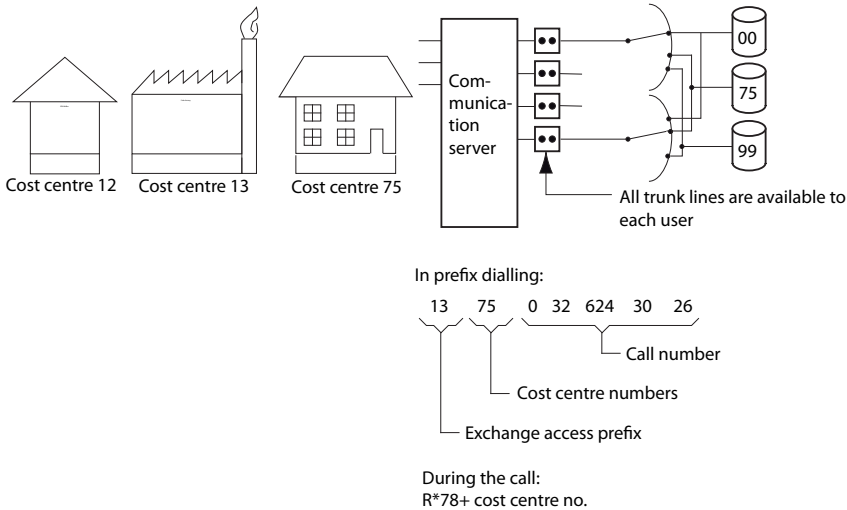 00
Com-
munica-
tion
server
75
99
Cost centre 12
Cost centre 13
Cost centre 75
All trunk lines are available to
each user
In prefix dialling:
13 75 0 32 624 30 26
Call number
Cost centre numbers
Exchange access prefix
During the call:
R*78+ cost centre no.